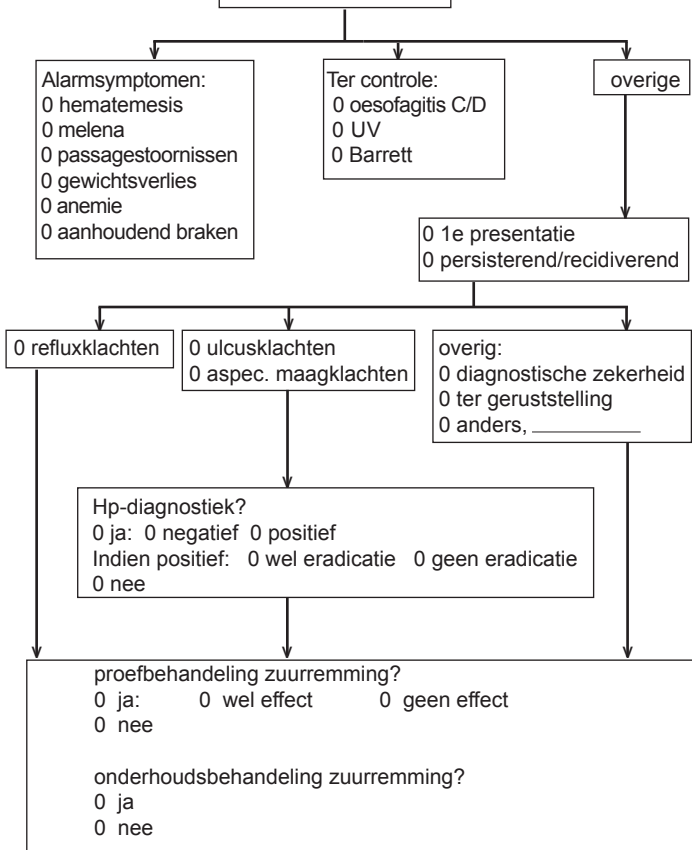 Alarmsymptomen:
0 hematemesis
0 melena
0 passagestoornissen
0 gewichtsverlies
0 anemie
0 aanhoudend braken
Ter controle:
0 oesofagitis C/D
0 UV
0 Barrett
overige
0 1e presentatie
0 persisterend/recidiverend
0 refluxklachten
0 ulcusklachten
0 aspec. maagklachten
overig:
0 diagnostische zekerheid
0 ter geruststelling
0 anders, ___________
Hp-diagnostiek?
0 ja: 0 negatief 0 positief
Indien positief: 0 wel eradicatie 0 geen eradicatie
0 nee
proefbehandeling zuurremming?
0 ja: 0 wel effect 0 geen effect
0 nee
onderhoudsbehandeling zuurremming?
0 ja
0 nee